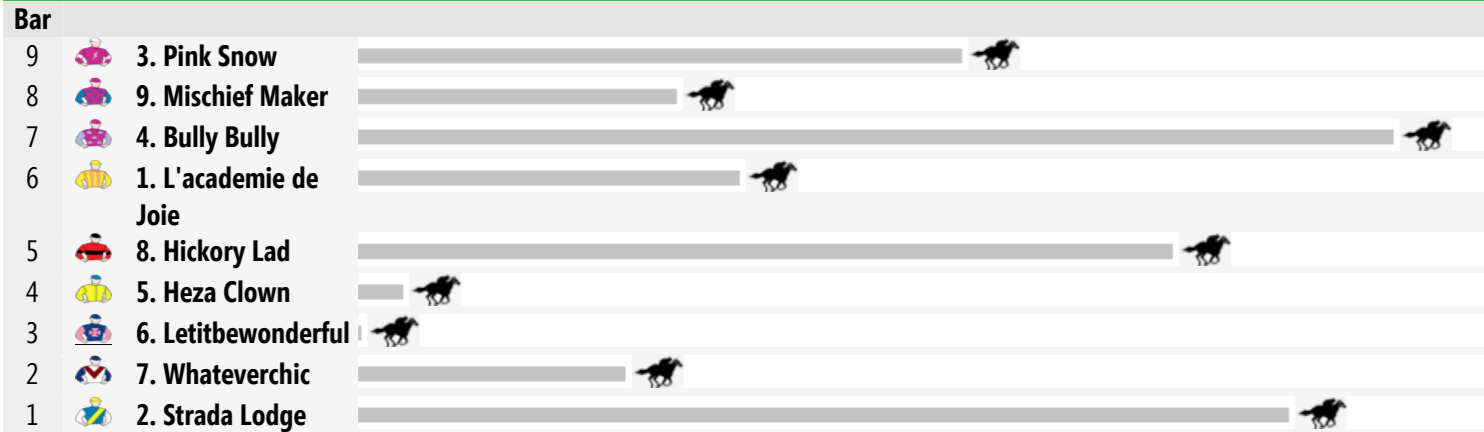 Bar
9 3. Pink Snow
8 9. Mischief Maker
7 4. Bully Bully
6 1. L'academie de
Joie
5 8. Hickory Lad
4 5. Heza Clown
3 6. Letitbewonderful
2 7. Whateverchic
1 2. Strada Lodge